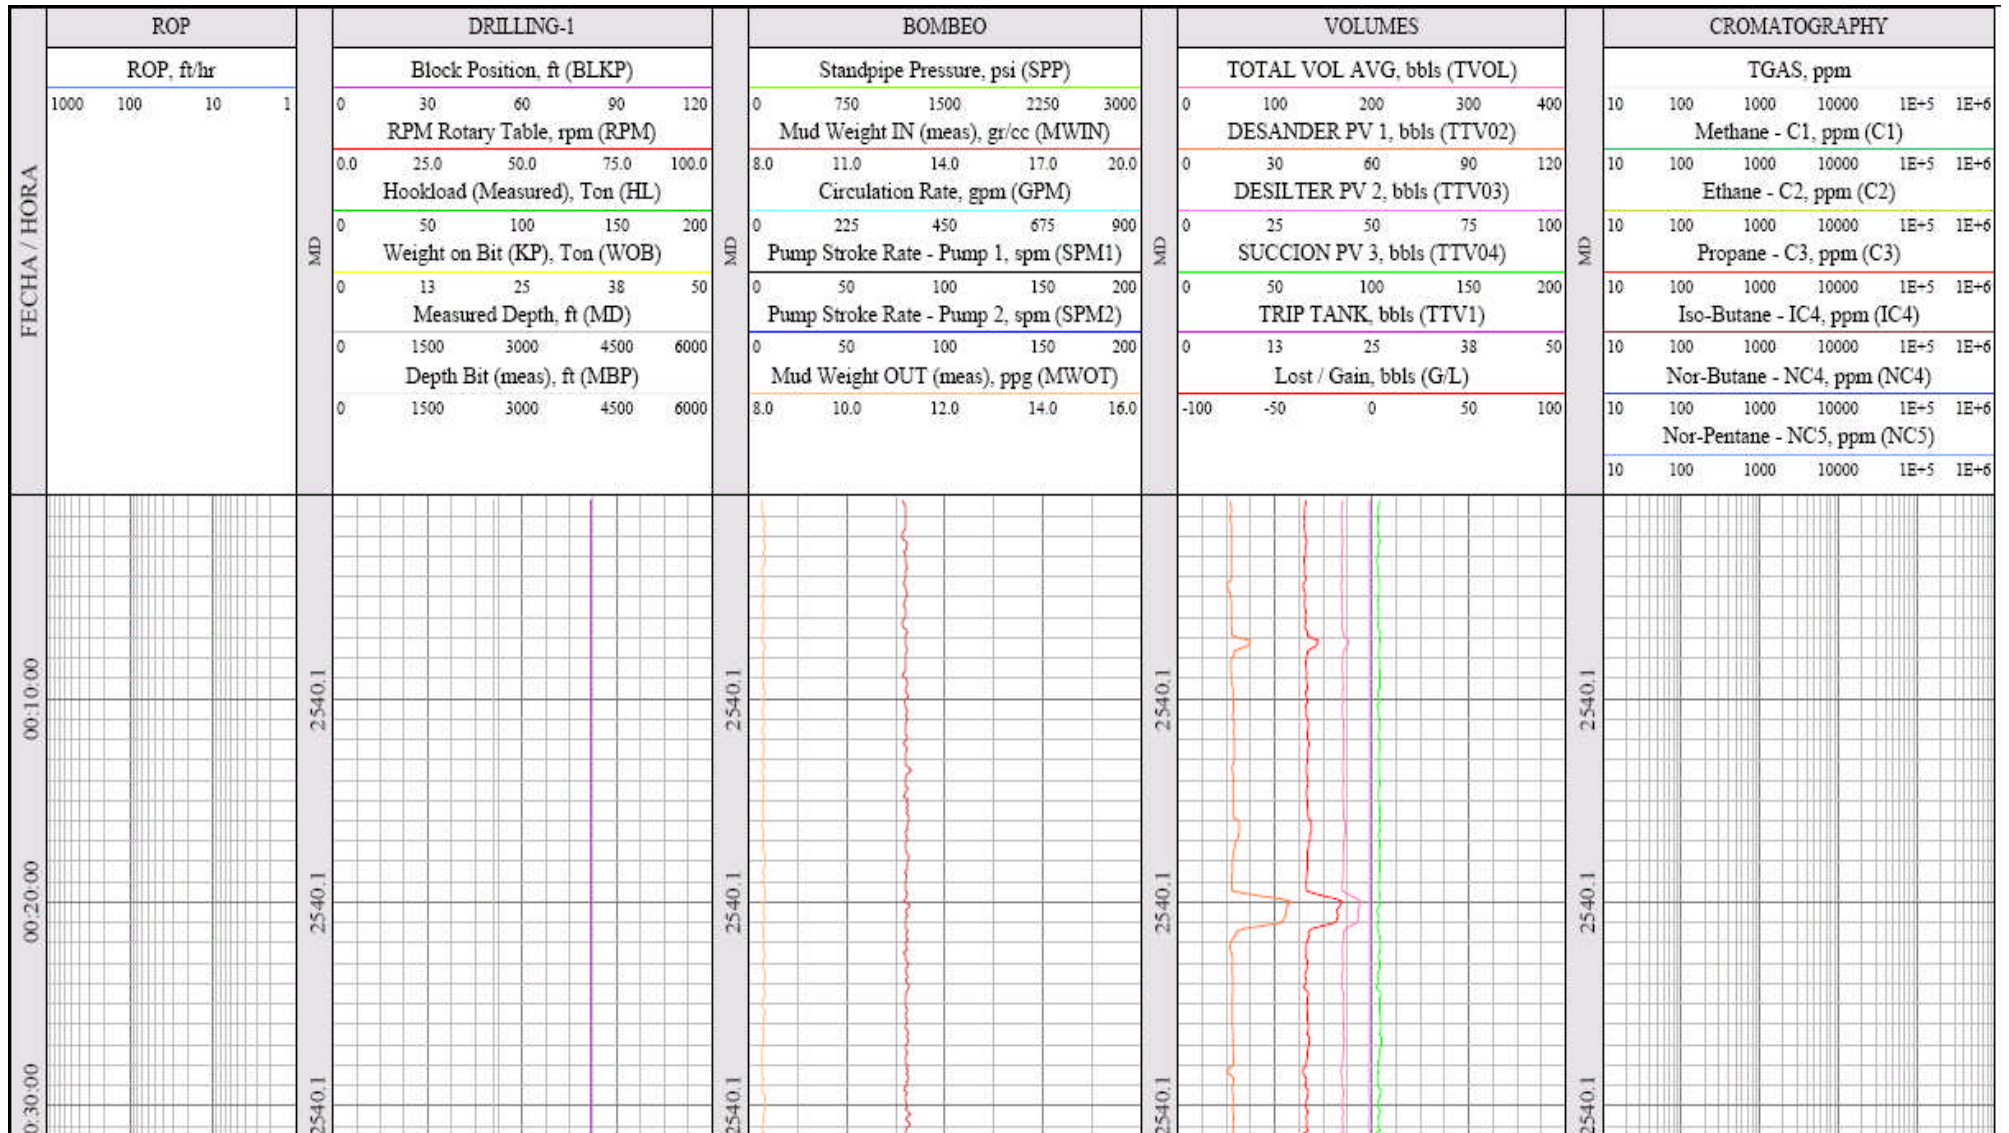 ROP DRILLING-1 BOMBEO VOLUMES CROMATOGRAPHY
FECHA / HORA
ROP, ft/hr
1000 100 10 1
MD
Block Position, ft (BLKP)
0 30 60 90 120
RPM Rotary Table, rpm (RPM)
0.0 25.0 50.0 75.0 100.0
Hookload (Measured), Ton (HL)
0 50 100 150 200
Weight on Bit (KP), Ton (WOB)
0 13 25 38 50
Measured Depth, ft (MD)
0 1500 3000 4500 6000
Depth Bit (meas), ft (MBP)
0 1500 3000 4500 6000
MD
Standpipe Pressure, psi (SPP)
0 750 1500 2250 3000
Mud Weight IN (meas), gr/cc (MWIN)
8.0 11.0 14.0 17.0 20.0
Circulation Rate, gpm (GPM)
0 225 450 675 900
Pump Stroke Rate - Pump 1, spm (SPM1)
0 50 100 150 200
Pump Stroke Rate - Pump 2, spm (SPM2)
0 50 100 150 200
Mud Weight OUT (meas), ppg (MWOT)
8.0 10.0 12.0 14.0 16.0
MD
TOTAL VOL AVG, bbls (TVOL)
0 100 200 300 400
DESANDER PV 1, bbls (TTV02)
0 30 60 90 120
DESILTER PV 2, bbls (TTV03)
0 25 50 75 100
SUCCION PV 3, bbls (TTV04)
0 50 100 150 200
TRIP TANK, bbls (TTV1)
0 13 25 38 50
Lost / Gain, bbls (G/L)
-100 -50 0 50 100
MD
TGAS, ppm
10 100 1000 10000 1E+5 1E+6
Methane - C1, ppm (C1)
10 100 1000 10000 1E+5 1E+6
Ethane - C2, ppm (C2)
10 100 1000 10000 1E+5 1E+6
Propane - C3, ppm (C3)
10 100 1000 10000 1E+5 1E+6
Iso-Butane - IC4, ppm (IC4)
10 100 1000 10000 1E+5 1E+6
Nor-Butane - NC4, ppm (NC4)
10 100 1000 10000 1E+5 1E+6
Nor-Pentane - NC5, ppm (NC5)
10 100 1000 10000 1E+5 1E+6
00:10:00 2540.1 2540.1 2540.1 2540.1
00:20:00 2540.1 2540.1 2540.1 2540.1
0:30:00 2540.1 2540.1 2540.1 2540.1